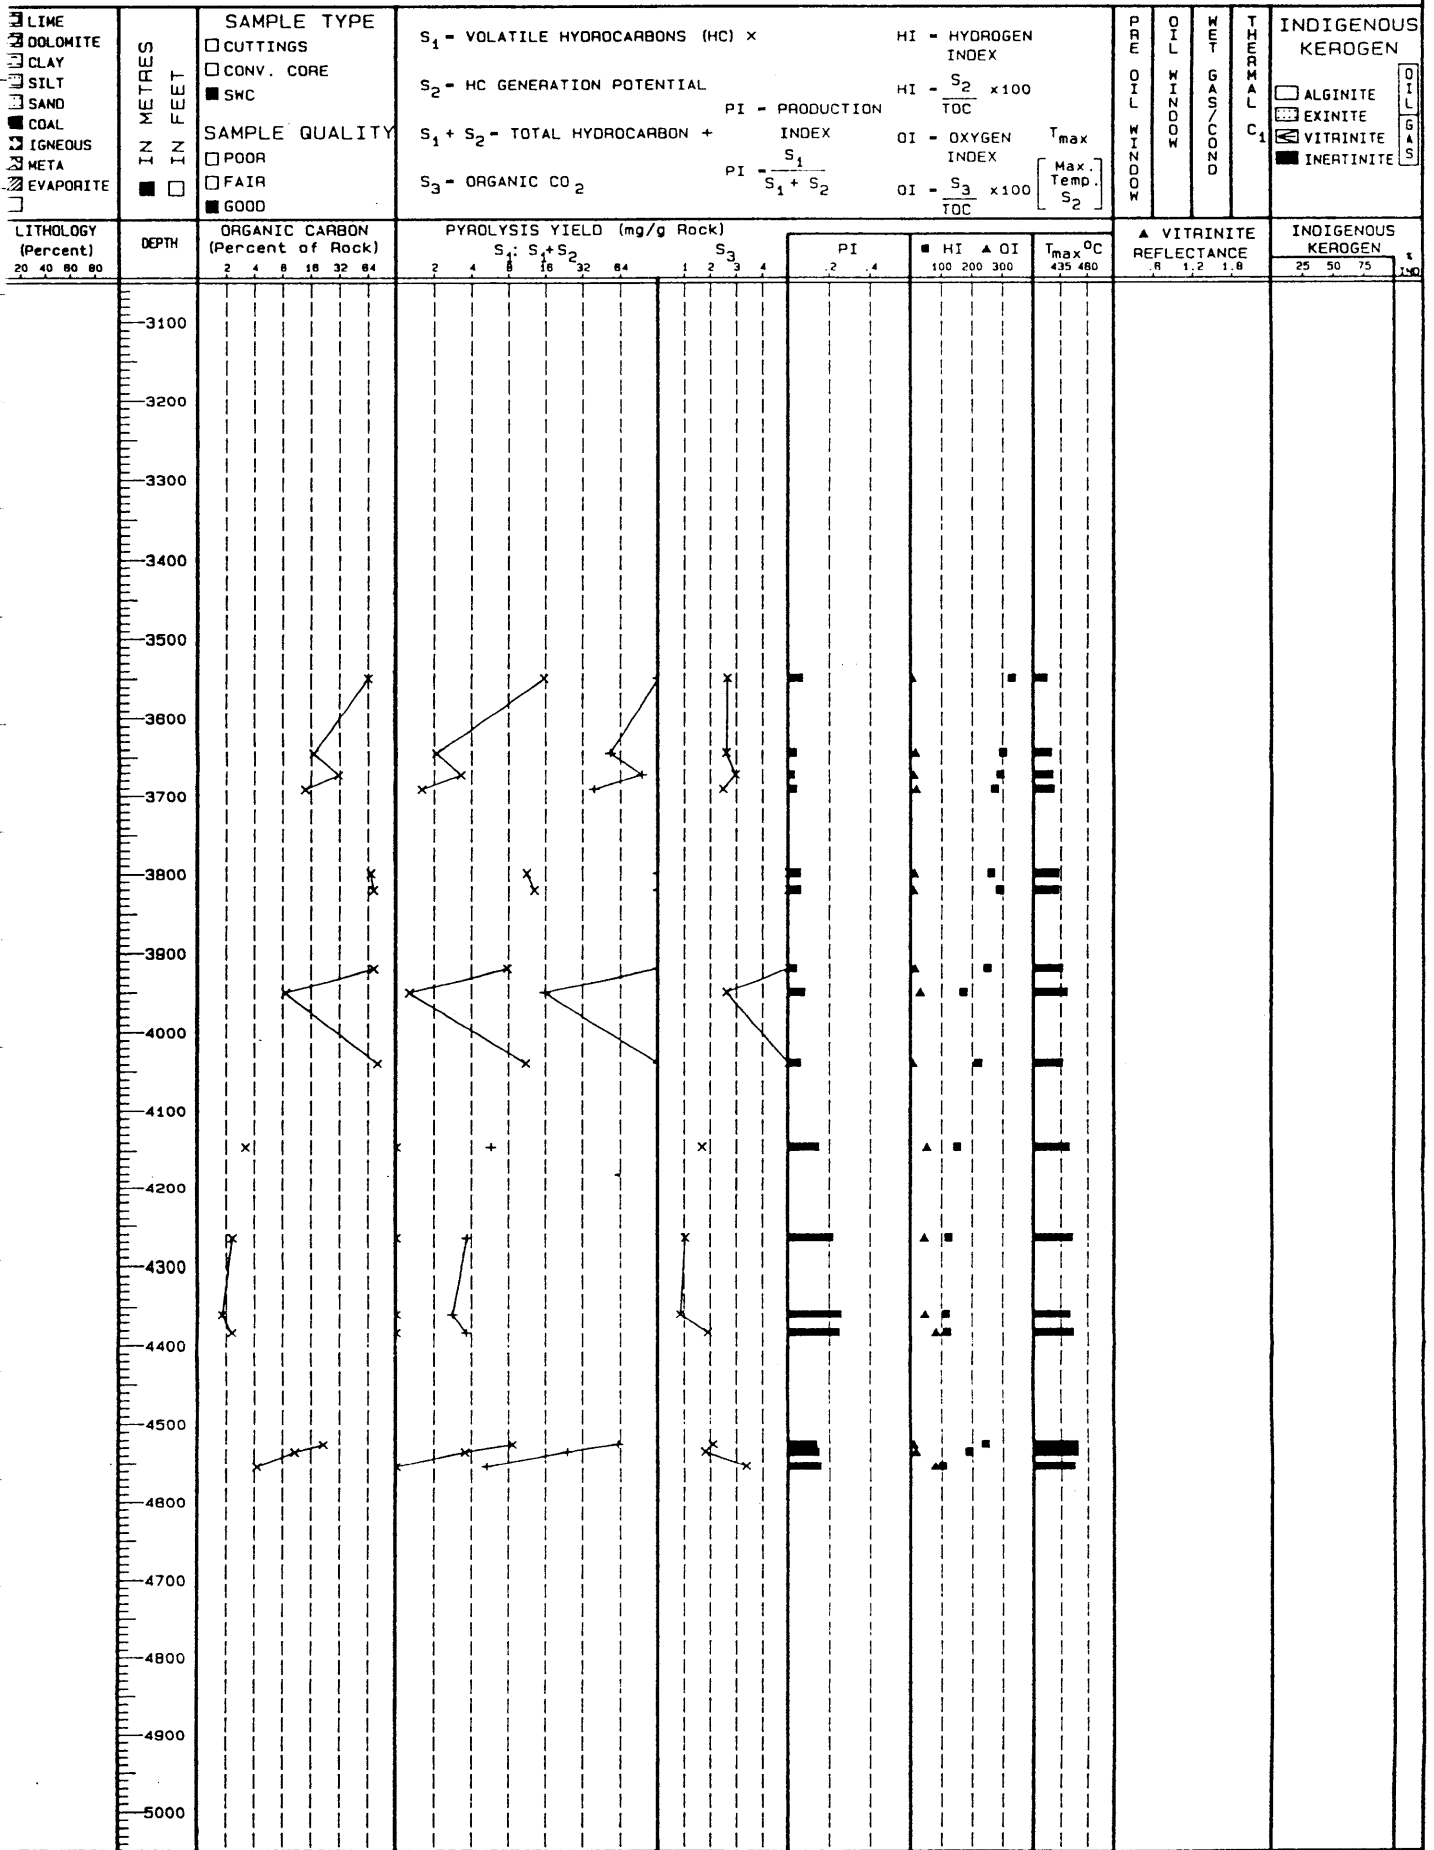 LIME
DOLOMITE
CLAY
SILT
SAND
COAL
IGNEOUS
META
EVAPORITE
IN METRES
IN FEET
SAMPLE TYPE
CUTTINGS
CONV. CORE
SWC
SAMPLE QUALITY
POOR
FAIR
GOOD
S1 - VOLATILE HYDROCARBONS (HC) ×
S2 - HC GENERATION POTENTIAL
S1 + S2 - TOTAL HYDROCARBON +
S3 - ORGANIC CO2
PI - PRODUCTION INDEX
PI - S1 / S1 + S2
HI - HYDROGEN INDEX
HI - S2 / TOC ×100
OI - OXYGEN INDEX
OI - S3 / TOC ×100
Tmax
[Max. Temp. S2]
PRE OIL WINDOW
OIL WINDOW
WET GAS/COND
THERMAL C1
INDIGENOUS KEROGEN
ALGINITE
EXINITE
VITRINITE
INERTINITE
OIL
GAS
LITHOLOGY
(Percent)
20 40 60 80
DEPTH
ORGANIC CARBON
(Percent of Rock)
2 4 8 16 32 64
PYROLYSIS YIELD (mg/g Rock)
S1: S1+S2
2 4 8 16 32 64
S3
1 2 3 4
PI
.2 .4
■ HI ▲ OI
100 200 300
Tmax °C
435 460
▲ VITRINITE
REFLECTANCE
.6 1.2 1.8
INDIGENOUS
KEROGEN
25 50 75
% IND
3100
3200
3300
3400
3500
3600
3700
3800
3900
4000
4100
4200
4300
4400
4500
4600
4700
4800
4900
5000